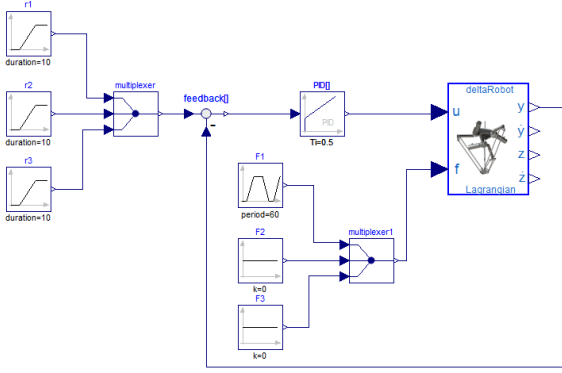 r1
duration=10
r2
duration=10
r3
duration=10
multiplexer
feedback[]
-
PID[]
PID
Ti=0.5
F1
period=60
F2
k=0
F3
k=0
multiplexer1
deltaRobot
u
f
y
ẏ
z
ż
Lagrangian